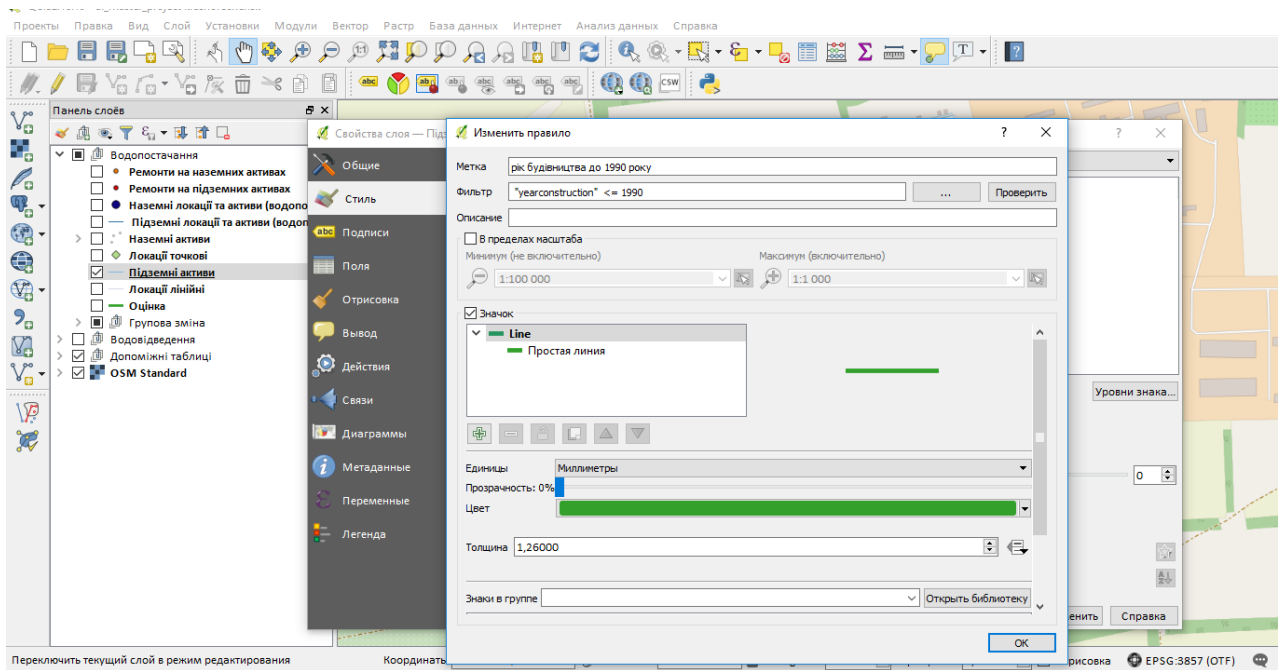 Проекты Правка Вид Слой Установки Модули Вектор Растр База данных Интернет Анализ данных Справка
abc CSW
Панель слоёв
Водопостачання
Ремонти на наземних активах
Ремонти на підземних активах
Наземні локації та активи (водопо
Підземні локації та активи (водоп
Наземні активи
Локації точкові
Підземні активи
Локації лінійні
Оцінка
Групова зміна
Водовідведення
Допоміжні таблиці
OSM Standard
Свойства слоя — Підз
Общие
Стиль
Подписи
Поля
Отрисовка
Вывод
Действия
Связи
Диаграммы
Метаданные
Переменные
Легенда
Изменить правило ? ×
Метка рік будівництва до 1990 року
Фильтр "yearconstruction" <= 1990 ... Проверить
Описание
В пределах масштаба
Минимум (не включительно) Максимум (включительно)
1:100 000 1:1 000
Значок
Line
Простая линия
Единицы Миллиметры
Прозрачность: 0%
Цвет
Толщина 1,26000
Знаки в группе Открыть библиотеку
OK
? ×
Уровни знака...
0
енить Справка
Переключить текущий слой в режим редактирования Координаты
рисовка EPSG:3857 (OTF)